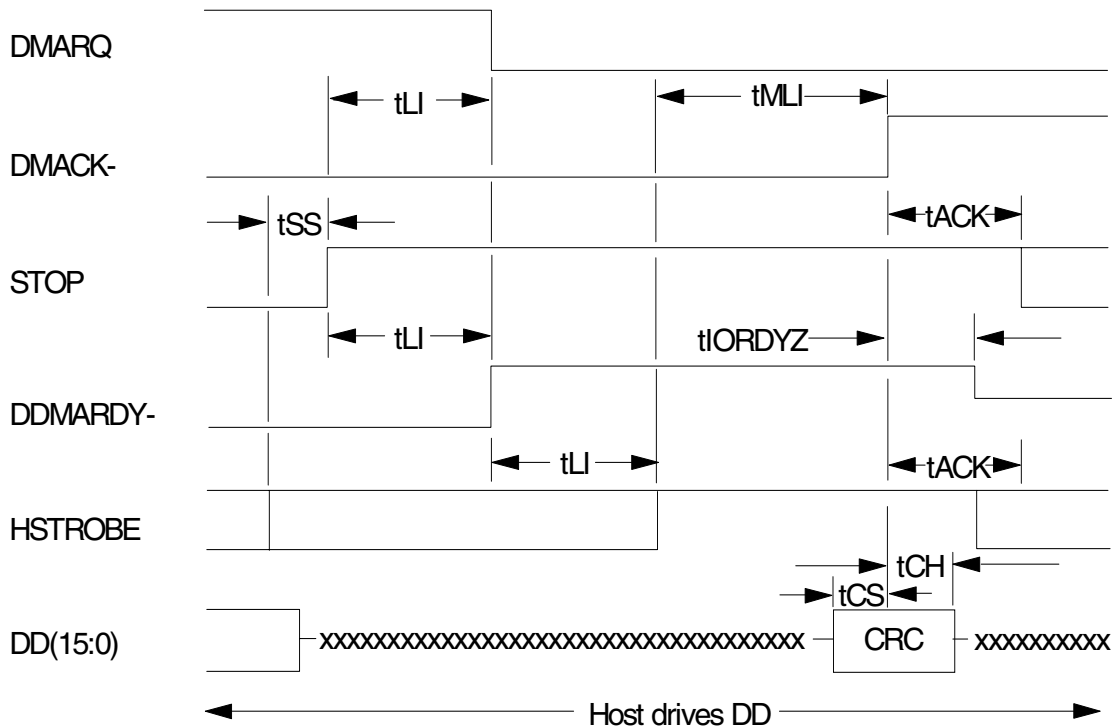 DMARQ
tLI
tMLI
DMACK-
tSS
tACK
STOP
tLI
tIORDYZ
DDMARDY-
tLI
tACK
HSTROBE
tCH
tCS
DD(15:0)
xxxxxxxxxxxxxxxxxxxxxxxxxxxxxxxxxxxx
CRC
xxxxxxxxxx
Host drives DD